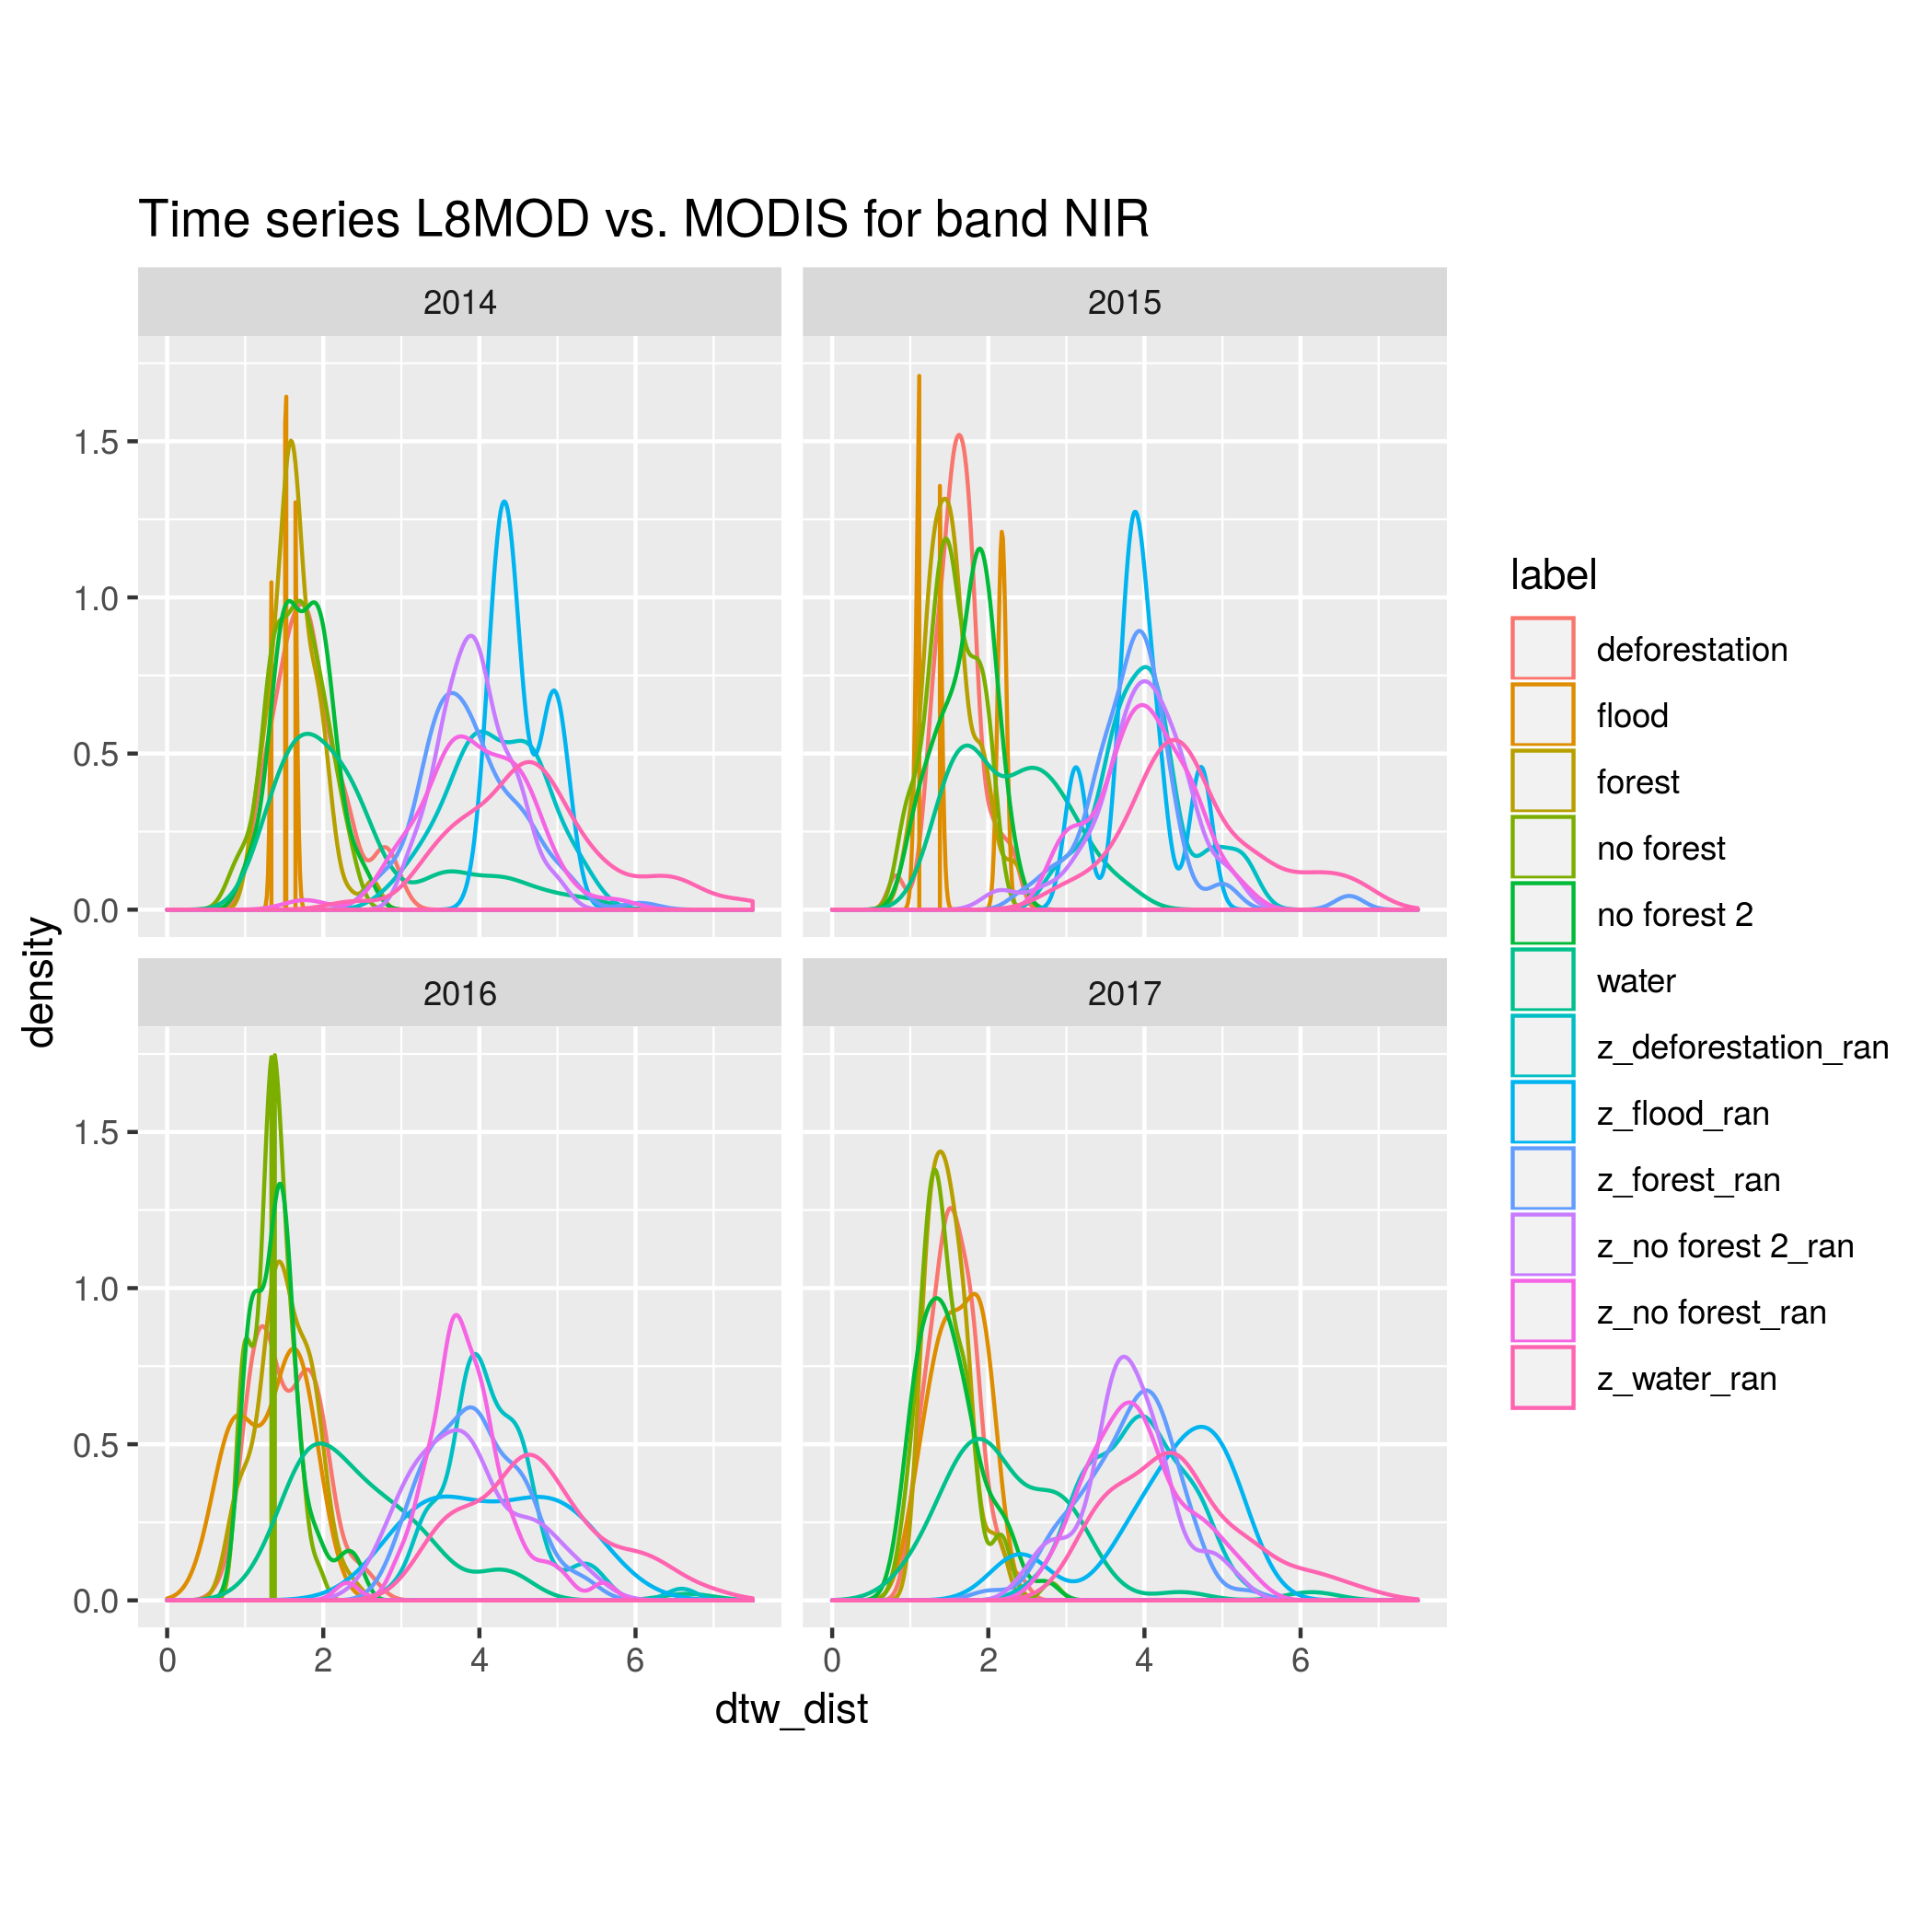 Time series L8MOD vs. MODIS for band NIR
2014
2015
1.5
1.0
0.5
0.0
density
2016
2017
1.5
1.0
0.5
0.0
0 2 4 6
0 2 4 6
dtw_dist
label
deforestation
flood
forest
no forest
no forest 2
water
z_deforestation_ran
z_flood_ran
z_forest_ran
z_no forest 2_ran
z_no forest_ran
z_water_ran